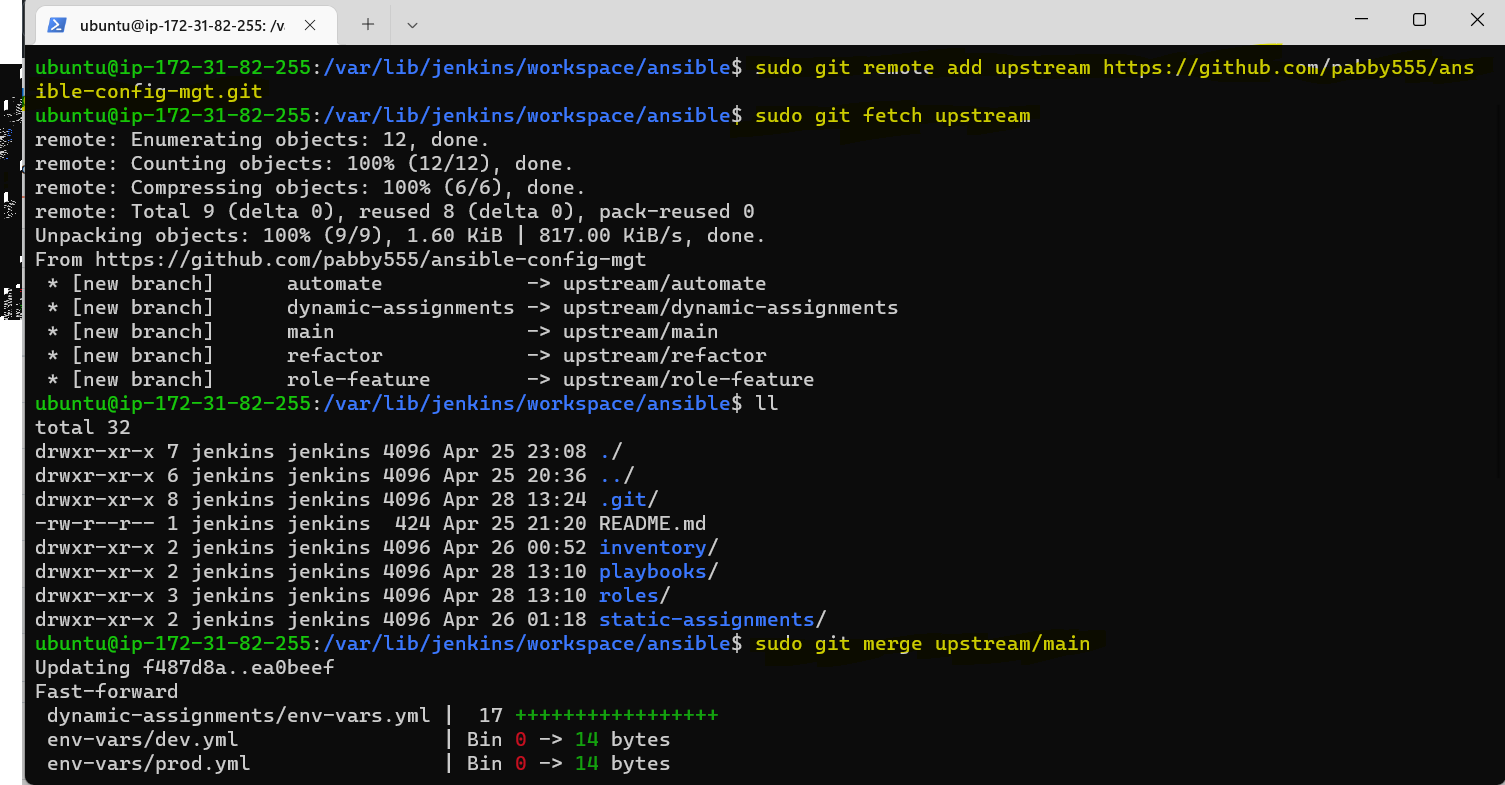 ubuntu@ip-172-31-82-255: /va
ubuntu@ip-172-31-82-255:/var/lib/jenkins/workspace/ansible$ sudo git remote add upstream https://github.com/pabby555/ans
ible-config-mgt.git
ubuntu@ip-172-31-82-255:/var/lib/jenkins/workspace/ansible$ sudo git fetch upstream
remote: Enumerating objects: 12, done.
remote: Counting objects: 100% (12/12), done.
remote: Compressing objects: 100% (6/6), done.
remote: Total 9 (delta 0), reused 8 (delta 0), pack-reused 0
Unpacking objects: 100% (9/9), 1.60 KiB | 817.00 KiB/s, done.
From https://github.com/pabby555/ansible-config-mgt
 * [new branch]      automate            -> upstream/automate
 * [new branch]      dynamic-assignments -> upstream/dynamic-assignments
 * [new branch]      main                -> upstream/main
 * [new branch]      refactor            -> upstream/refactor
 * [new branch]      role-feature        -> upstream/role-feature
ubuntu@ip-172-31-82-255:/var/lib/jenkins/workspace/ansible$ ll
total 32
drwxr-xr-x 7 jenkins jenkins 4096 Apr 25 23:08 ./
drwxr-xr-x 6 jenkins jenkins 4096 Apr 25 20:36 ../
drwxr-xr-x 8 jenkins jenkins 4096 Apr 28 13:24 .git/
-rw-r--r-- 1 jenkins jenkins  424 Apr 25 21:20 README.md
drwxr-xr-x 2 jenkins jenkins 4096 Apr 26 00:52 inventory/
drwxr-xr-x 2 jenkins jenkins 4096 Apr 28 13:10 playbooks/
drwxr-xr-x 3 jenkins jenkins 4096 Apr 28 13:10 roles/
drwxr-xr-x 2 jenkins jenkins 4096 Apr 26 01:18 static-assignments/
ubuntu@ip-172-31-82-255:/var/lib/jenkins/workspace/ansible$ sudo git merge upstream/main
Updating f487d8a..ea0beef
Fast-forward
 dynamic-assignments/env-vars.yml |  17 +++++++++++++++++
 env-vars/dev.yml                 | Bin 0 -> 14 bytes
 env-vars/prod.yml                | Bin 0 -> 14 bytes